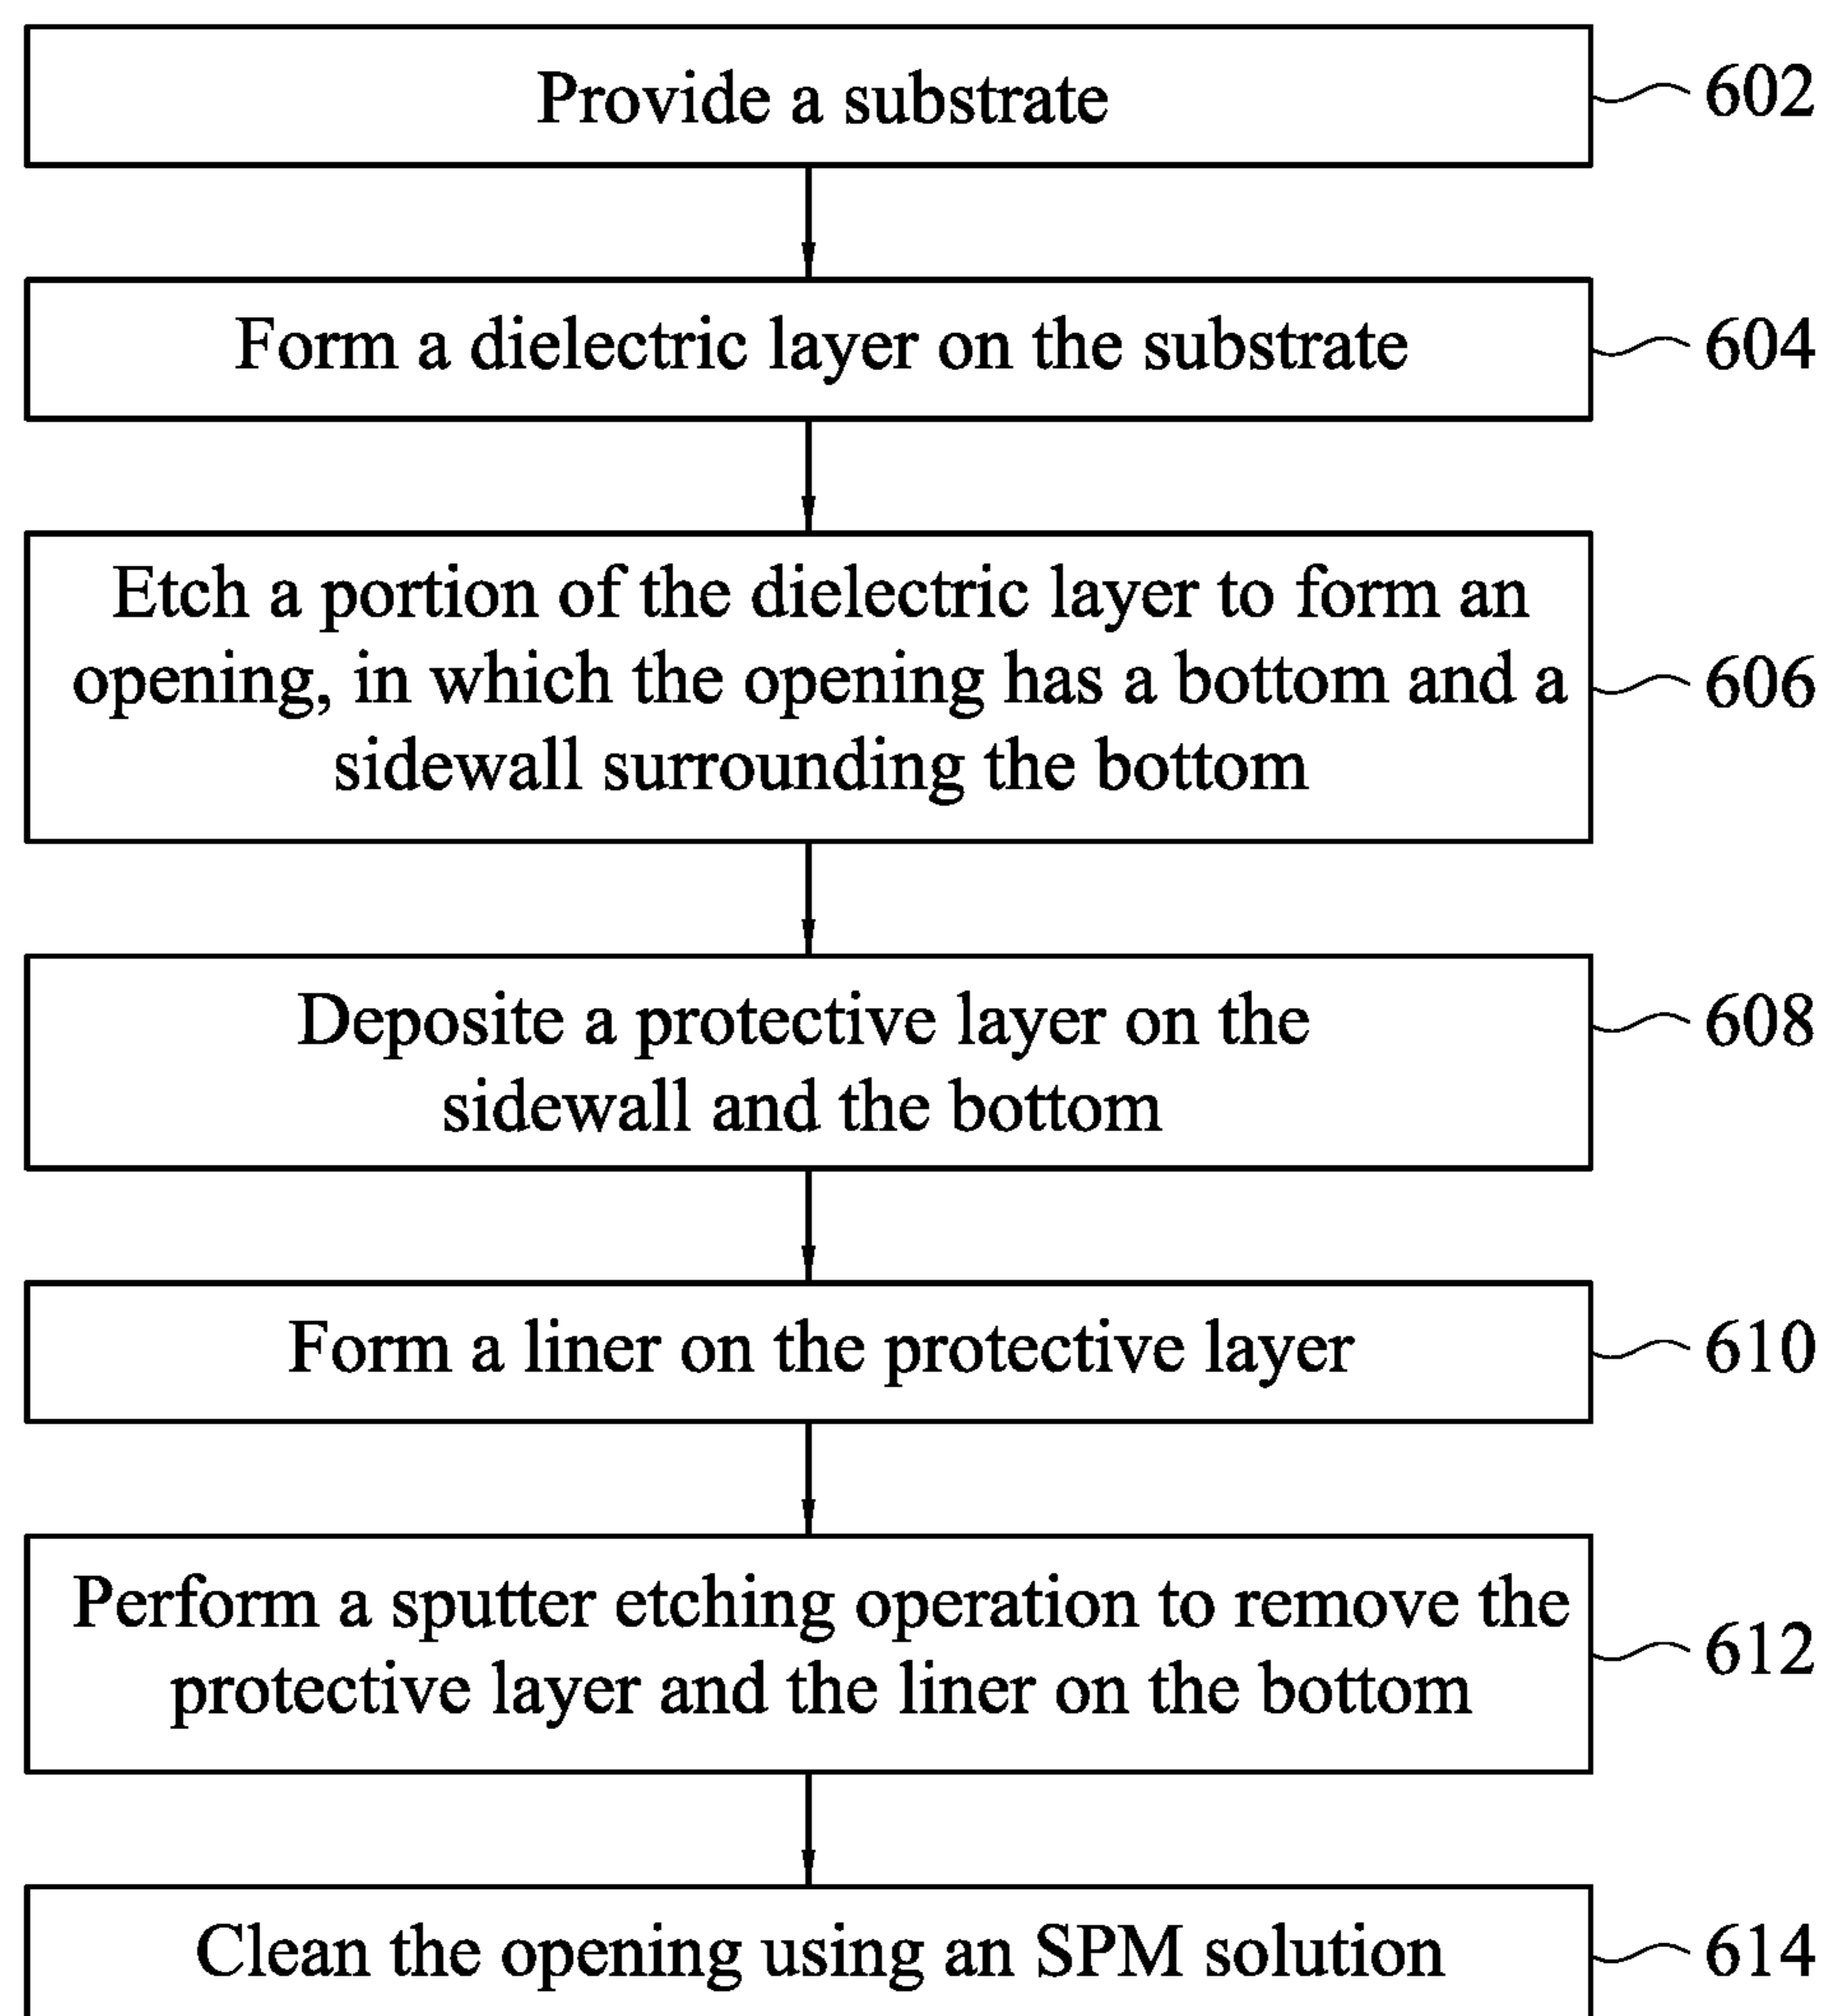 Provide a substrate
602
Form a dielectric layer on the substrate
604
Etch a portion of the dielectric layer to form an
opening, in which the opening has a bottom and a
sidewall surrounding the bottom
606
Deposite a protective layer on the
sidewall and the bottom
608
Form a liner on the protective layer
610
Perform a sputter etching operation to remove the
protective layer and the liner on the bottom
612
Clean the opening using an SPM solution
614